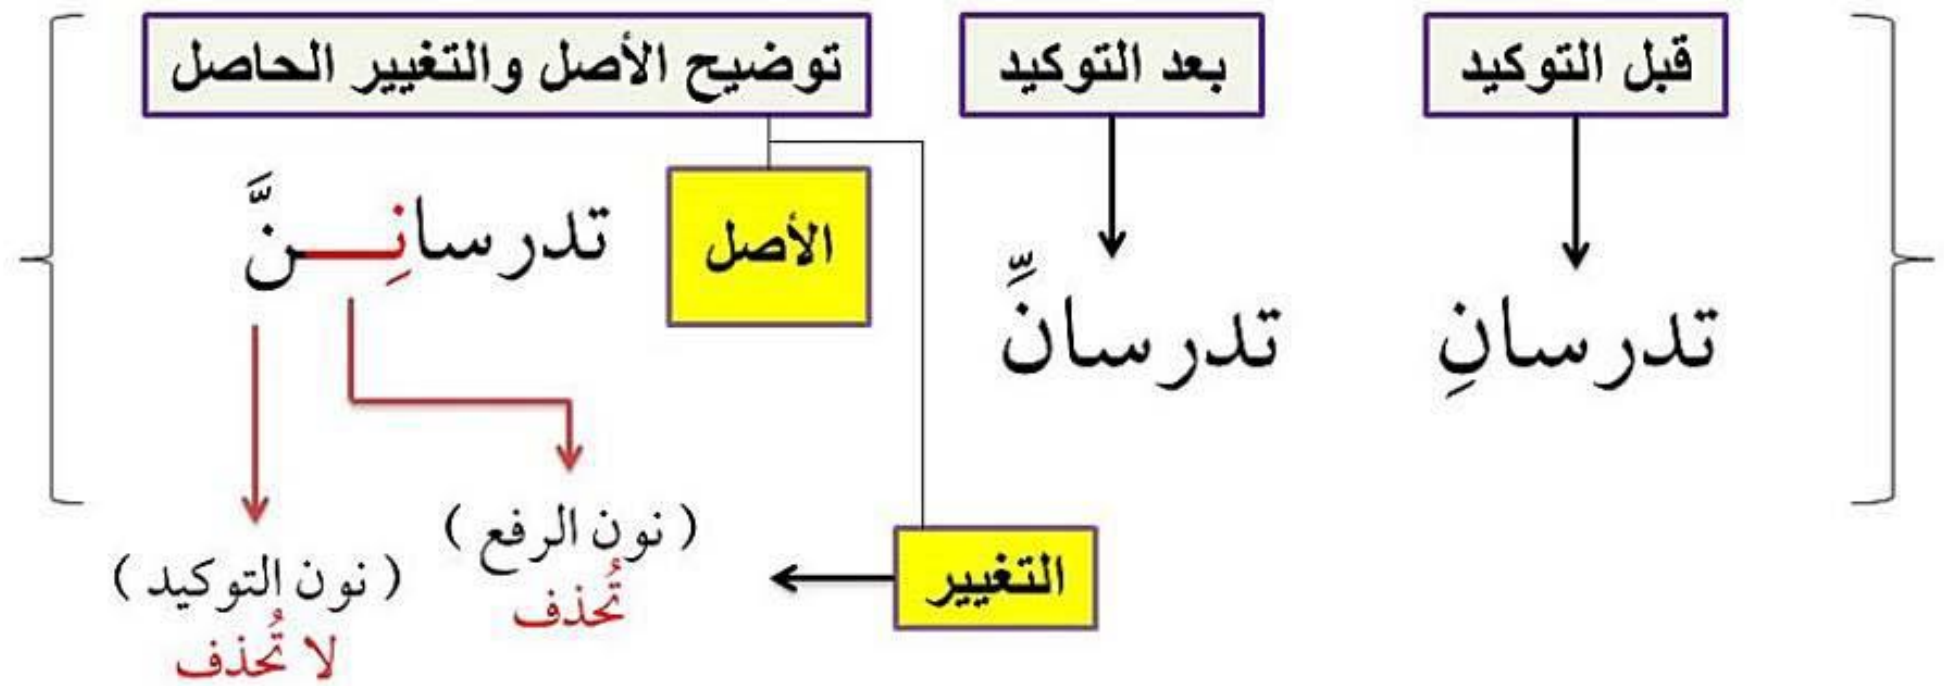 قبل التوكيد
بعد التوكيد
توضيح الأصل والتغيير الحاصل
تدرسانِ
تدرسانِّ
الأصل
تدرسانِــنَّ
التغيير
( نون الرفع )
تُحذف
( نون التوكيد )
لا تُحذف